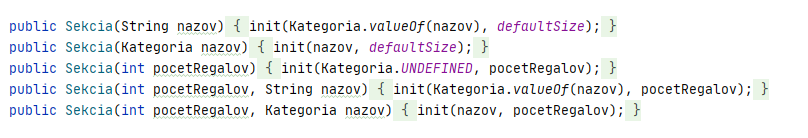 public Sekcia(String nazov) { init(Kategoria.valueOf(nazov), defaultSize); }
public Sekcia(Kategoria nazov) { init(nazov, defaultSize); }
public Sekcia(int pocetRegalov) { init(Kategoria.UNDEFINED, pocetRegalov); }
public Sekcia(int pocetRegalov, String nazov) { init(Kategoria.valueOf(nazov), pocetRegalov); }
public Sekcia(int pocetRegalov, Kategoria nazov) { init(nazov, pocetRegalov); }